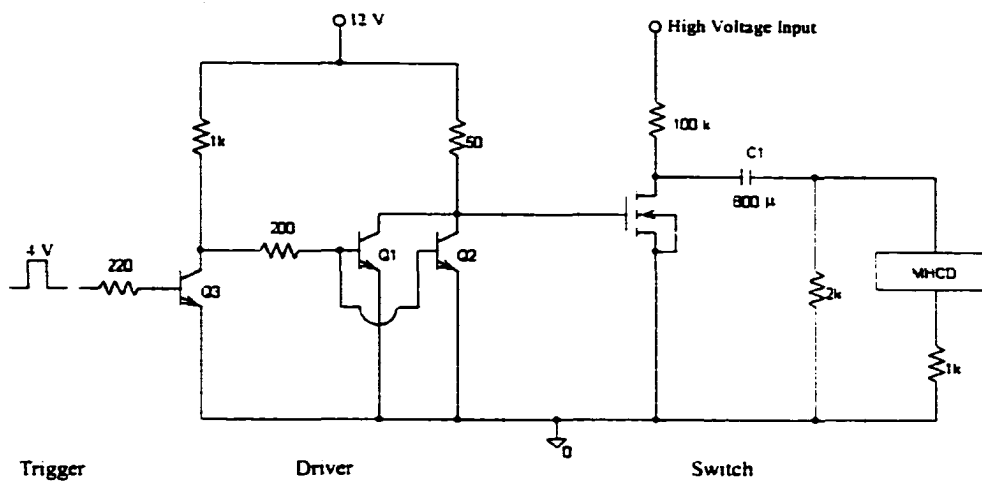 12 V
High Voltage Input
1k
50
100 k
C1
800 µ
4 V
220
200
Q1
Q2
Q3
MHCD
2k
1k
0
Trigger
Driver
Switch